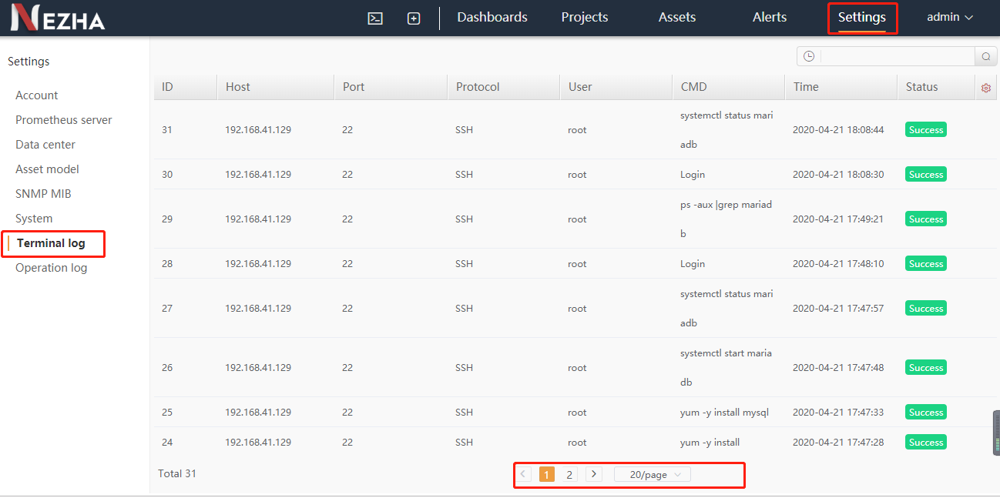 NEZHA
Dashboards Projects Assets Alerts Settings admin
Settings
Account
Prometheus server
Data center
Asset model
SNMP MIB
System
Terminal log
Operation log
ID Host Port Protocol User CMD Time Status
31 192.168.41.129 22 SSH root systemctl status mari 2020-04-21 18:08:44 Success
adb
30 192.168.41.129 22 SSH root Login 2020-04-21 18:08:30 Success
29 192.168.41.129 22 SSH root ps -aux |grep mariad 2020-04-21 17:49:21 Success
b
28 192.168.41.129 22 SSH root Login 2020-04-21 17:48:10 Success
27 192.168.41.129 22 SSH root systemctl status mari 2020-04-21 17:47:57 Success
adb
26 192.168.41.129 22 SSH root systemctl start maria 2020-04-21 17:47:48 Success
db
25 192.168.41.129 22 SSH root yum -y install mysql 2020-04-21 17:47:33 Success
24 192.168.41.129 22 SSH root yum -y install 2020-04-21 17:47:28 Success
Total 31 < 1 2 > 20/page